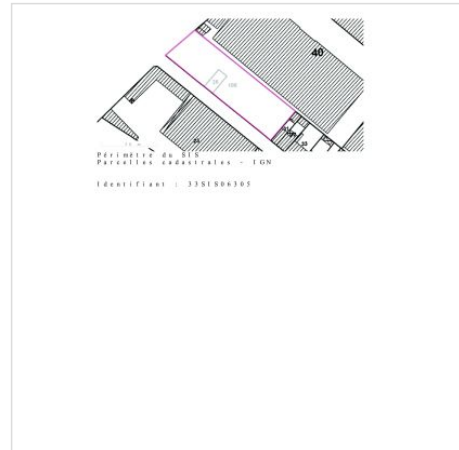 40
Périmètre du SIS
Parcelles cadastrales - IGN
Identifiant : 33SIS06305